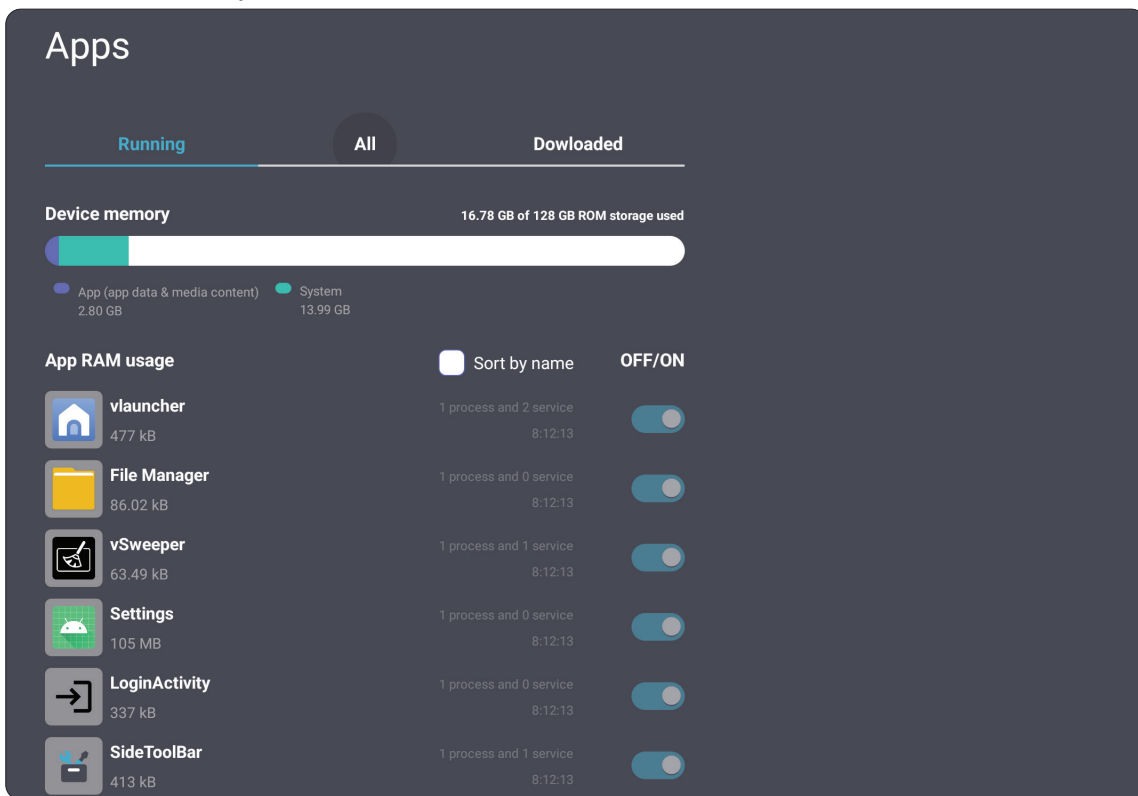 Apps
Running All Dowloaded
Device memory 16.78 GB of 128 GB ROM storage used
App (app data & media content) System
2.80 GB 13.99 GB
App RAM usage Sort by name OFF/ON
vlauncher 1 process and 2 service
477 kB 8:12:13
File Manager 1 process and 0 service
86.02 kB 8:12:13
vSweeper 1 process and 1 service
63.49 kB 8:12:13
Settings 1 process and 0 service
105 MB 8:12:13
LoginActivity 1 process and 0 service
337 kB 8:12:13
SideToolBar 1 process and 1 service
413 kB 8:12:13